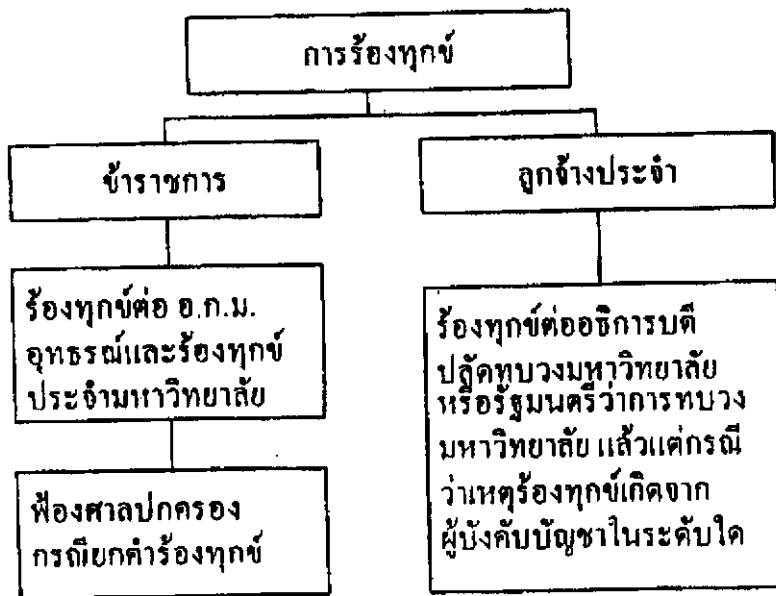 การร้องทุกข์
ข้าราชการ
ลูกจ้างประจำ
ร้องทุกข์ต่อ อ.ก.ม.
อุทธรณ์และร้องทุกข์
ประจำมหาวิทยาลัย
ฟ้องศาลปกครอง
กรณียกคำร้องทุกข์
ร้องทุกข์ต่ออธิการบดี
ปลัดทบวงมหาวิทยาลัย
หรือรัฐมนตรีว่าการทบวง
มหาวิทยาลัย แล้วแต่กรณี
ว่าเหตุร้องทุกข์เกิดจาก
ผู้บังคับบัญชาในระดับใด